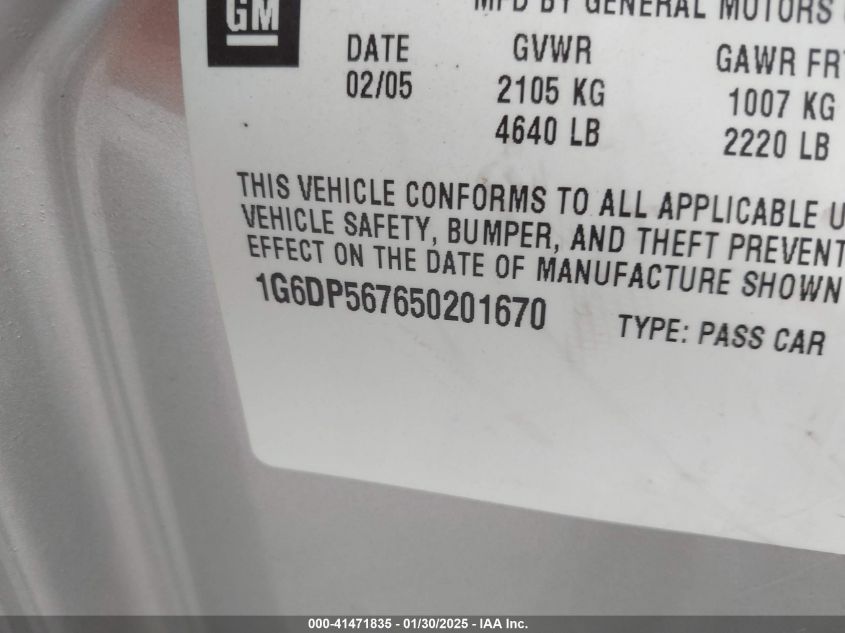 GM
MFD BY GENERAL MOTORS
DATE GVWR GAWR FRT
02/05 2105 KG 1007 KG
4640 LB 2220 LB
THIS VEHICLE CONFORMS TO ALL APPLICABLE U
VEHICLE SAFETY, BUMPER, AND THEFT PREVENT
EFFECT ON THE DATE OF MANUFACTURE SHOWN
1G6DP567650201670 TYPE: PASS CAR
000-41471835 - 01/30/2025 - IAA Inc.